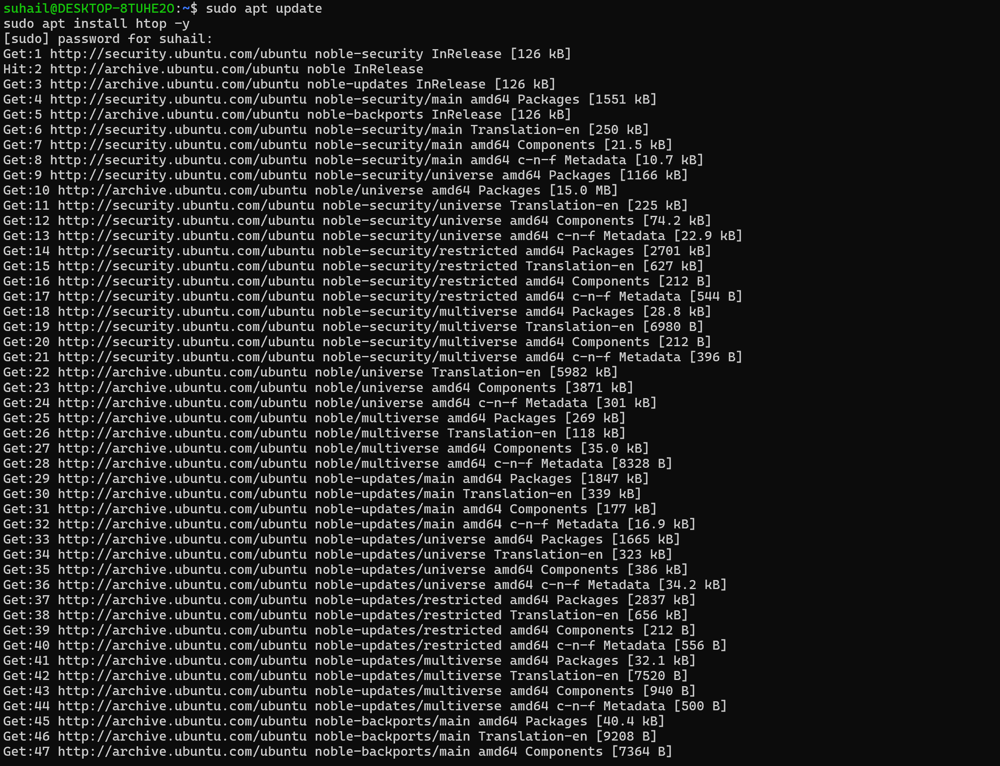 suhail@DESKTOP-8TUHE2O:~$ sudo apt update
sudo apt install htop -y
[sudo] password for suhail:
Get:1 http://security.ubuntu.com/ubuntu noble-security InRelease [126 kB]
Hit:2 http://archive.ubuntu.com/ubuntu noble InRelease
Get:3 http://archive.ubuntu.com/ubuntu noble-updates InRelease [126 kB]
Get:4 http://security.ubuntu.com/ubuntu noble-security/main amd64 Packages [1551 kB]
Get:5 http://archive.ubuntu.com/ubuntu noble-backports InRelease [126 kB]
Get:6 http://security.ubuntu.com/ubuntu noble-security/main Translation-en [250 kB]
Get:7 http://security.ubuntu.com/ubuntu noble-security/main amd64 Components [21.5 kB]
Get:8 http://security.ubuntu.com/ubuntu noble-security/main amd64 c-n-f Metadata [10.7 kB]
Get:9 http://security.ubuntu.com/ubuntu noble-security/universe amd64 Packages [1166 kB]
Get:10 http://archive.ubuntu.com/ubuntu noble/universe amd64 Packages [15.0 MB]
Get:11 http://security.ubuntu.com/ubuntu noble-security/universe Translation-en [225 kB]
Get:12 http://security.ubuntu.com/ubuntu noble-security/universe amd64 Components [74.2 kB]
Get:13 http://security.ubuntu.com/ubuntu noble-security/universe amd64 c-n-f Metadata [22.9 kB]
Get:14 http://security.ubuntu.com/ubuntu noble-security/restricted amd64 Packages [2701 kB]
Get:15 http://security.ubuntu.com/ubuntu noble-security/restricted Translation-en [627 kB]
Get:16 http://security.ubuntu.com/ubuntu noble-security/restricted amd64 Components [212 B]
Get:17 http://security.ubuntu.com/ubuntu noble-security/restricted amd64 c-n-f Metadata [544 B]
Get:18 http://security.ubuntu.com/ubuntu noble-security/multiverse amd64 Packages [28.8 kB]
Get:19 http://security.ubuntu.com/ubuntu noble-security/multiverse Translation-en [6980 B]
Get:20 http://security.ubuntu.com/ubuntu noble-security/multiverse amd64 Components [212 B]
Get:21 http://security.ubuntu.com/ubuntu noble-security/multiverse amd64 c-n-f Metadata [396 B]
Get:22 http://archive.ubuntu.com/ubuntu noble/universe Translation-en [5982 kB]
Get:23 http://archive.ubuntu.com/ubuntu noble/universe amd64 Components [3871 kB]
Get:24 http://archive.ubuntu.com/ubuntu noble/universe amd64 c-n-f Metadata [301 kB]
Get:25 http://archive.ubuntu.com/ubuntu noble/multiverse amd64 Packages [269 kB]
Get:26 http://archive.ubuntu.com/ubuntu noble/multiverse Translation-en [118 kB]
Get:27 http://archive.ubuntu.com/ubuntu noble/multiverse amd64 Components [35.0 kB]
Get:28 http://archive.ubuntu.com/ubuntu noble/multiverse amd64 c-n-f Metadata [8328 B]
Get:29 http://archive.ubuntu.com/ubuntu noble-updates/main amd64 Packages [1847 kB]
Get:30 http://archive.ubuntu.com/ubuntu noble-updates/main Translation-en [339 kB]
Get:31 http://archive.ubuntu.com/ubuntu noble-updates/main amd64 Components [177 kB]
Get:32 http://archive.ubuntu.com/ubuntu noble-updates/main amd64 c-n-f Metadata [16.9 kB]
Get:33 http://archive.ubuntu.com/ubuntu noble-updates/universe amd64 Packages [1665 kB]
Get:34 http://archive.ubuntu.com/ubuntu noble-updates/universe Translation-en [323 kB]
Get:35 http://archive.ubuntu.com/ubuntu noble-updates/universe amd64 Components [386 kB]
Get:36 http://archive.ubuntu.com/ubuntu noble-updates/universe amd64 c-n-f Metadata [34.2 kB]
Get:37 http://archive.ubuntu.com/ubuntu noble-updates/restricted amd64 Packages [2837 kB]
Get:38 http://archive.ubuntu.com/ubuntu noble-updates/restricted Translation-en [656 kB]
Get:39 http://archive.ubuntu.com/ubuntu noble-updates/restricted amd64 Components [212 B]
Get:40 http://archive.ubuntu.com/ubuntu noble-updates/restricted amd64 c-n-f Metadata [556 B]
Get:41 http://archive.ubuntu.com/ubuntu noble-updates/multiverse amd64 Packages [32.1 kB]
Get:42 http://archive.ubuntu.com/ubuntu noble-updates/multiverse Translation-en [7520 B]
Get:43 http://archive.ubuntu.com/ubuntu noble-updates/multiverse amd64 Components [940 B]
Get:44 http://archive.ubuntu.com/ubuntu noble-updates/multiverse amd64 c-n-f Metadata [500 B]
Get:45 http://archive.ubuntu.com/ubuntu noble-backports/main amd64 Packages [40.4 kB]
Get:46 http://archive.ubuntu.com/ubuntu noble-backports/main Translation-en [9208 B]
Get:47 http://archive.ubuntu.com/ubuntu noble-backports/main amd64 Components [7364 B]